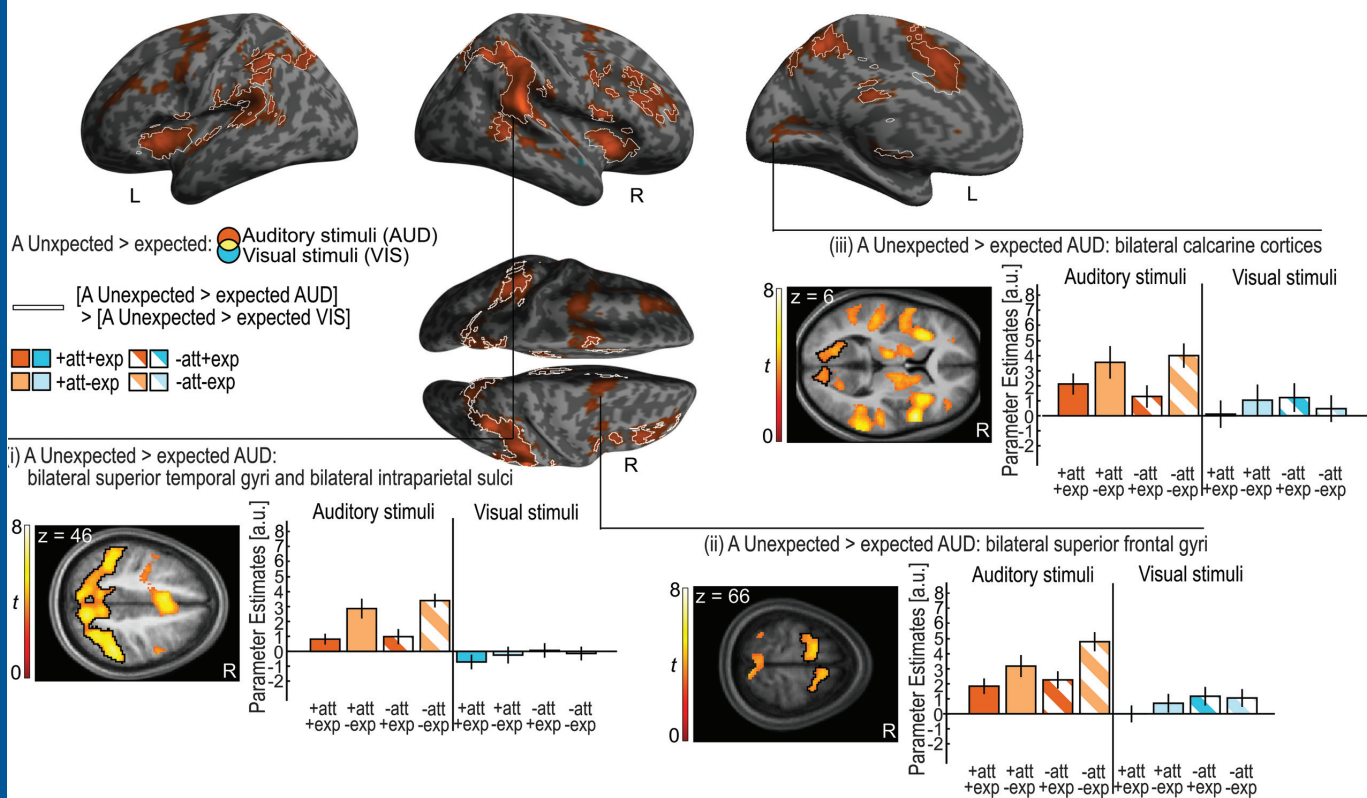 L
R
L
A Unxpected > expected:
Auditory stimuli (AUD)
Visual stimuli (VIS)
[A Unexpected > expected AUD]
> [A Unexpected > expected VIS]
+att+exp
-att+exp
+att-exp
-att-exp
R
(iii) A Unexpected > expected AUD: bilateral calcarine cortices
8
t
0
z = 6
R
Parameter Estimates [a.u.]
Auditory stimuli
Visual stimuli
8
7
6
5
4
3
2
1
0
-1
-2
+att +att -att -att +att +att -att -att
+exp -exp +exp -exp +exp -exp +exp -exp
(i) A Unexpected > expected AUD:
bilateral superior temporal gyri and bilateral intraparietal sulci
8
t
0
z = 46
R
Parameter Estimates [a.u.]
Auditory stimuli
Visual stimuli
8
7
6
5
4
3
2
1
0
-1
-2
+att +att -att -att +att +att -att -att
+exp -exp +exp -exp +exp -exp +exp -exp
(ii) A Unexpected > expected AUD: bilateral superior frontal gyri
8
t
0
z = 66
R
Parameter Estimates [a.u.]
Auditory stimuli
Visual stimuli
8
7
6
5
4
3
2
1
0
-1
-2
+att +att -att -att +att +att -att -att
+exp -exp +exp -exp +exp -exp +exp -exp